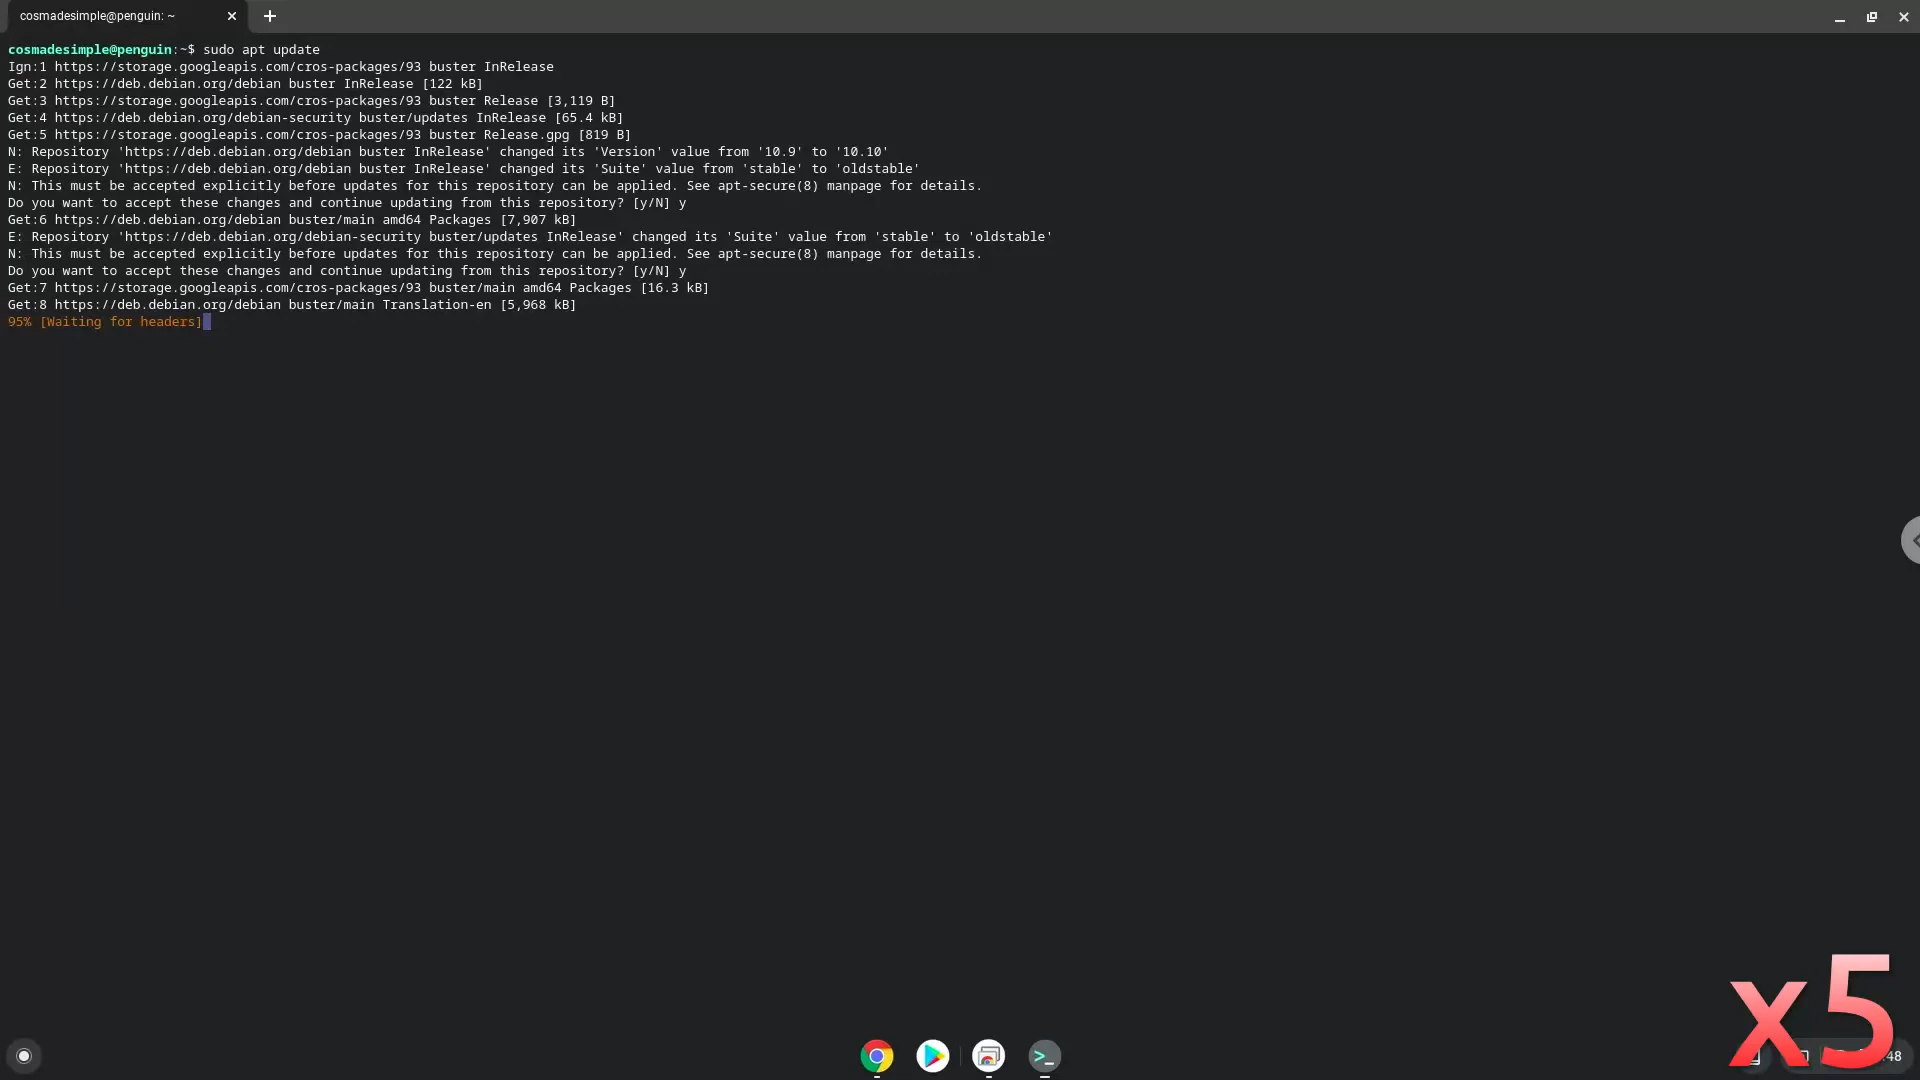 cosmadesimple@penguin: ~
cosmadesimple@penguin:~$ sudo apt update
Ign:1 https://storage.googleapis.com/cros-packages/93 buster InRelease
Get:2 https://deb.debian.org/debian buster InRelease [122 kB]
Get:3 https://storage.googleapis.com/cros-packages/93 buster Release [3,119 B]
Get:4 https://deb.debian.org/debian-security buster/updates InRelease [65.4 kB]
Get:5 https://storage.googleapis.com/cros-packages/93 buster Release.gpg [819 B]
N: Repository 'https://deb.debian.org/debian buster InRelease' changed its 'Version' value from '10.9' to '10.10'
E: Repository 'https://deb.debian.org/debian buster InRelease' changed its 'Suite' value from 'stable' to 'oldstable'
N: This must be accepted explicitly before updates for this repository can be applied. See apt-secure(8) manpage for details.
Do you want to accept these changes and continue updating from this repository? [y/N] y
Get:6 https://deb.debian.org/debian buster/main amd64 Packages [7,907 kB]
E: Repository 'https://deb.debian.org/debian-security buster/updates InRelease' changed its 'Suite' value from 'stable' to 'oldstable'
N: This must be accepted explicitly before updates for this repository can be applied. See apt-secure(8) manpage for details.
Do you want to accept these changes and continue updating from this repository? [y/N] y
Get:7 https://storage.googleapis.com/cros-packages/93 buster/main amd64 Packages [16.3 kB]
Get:8 https://deb.debian.org/debian buster/main Translation-en [5,968 kB]
95% [Waiting for headers]
x5